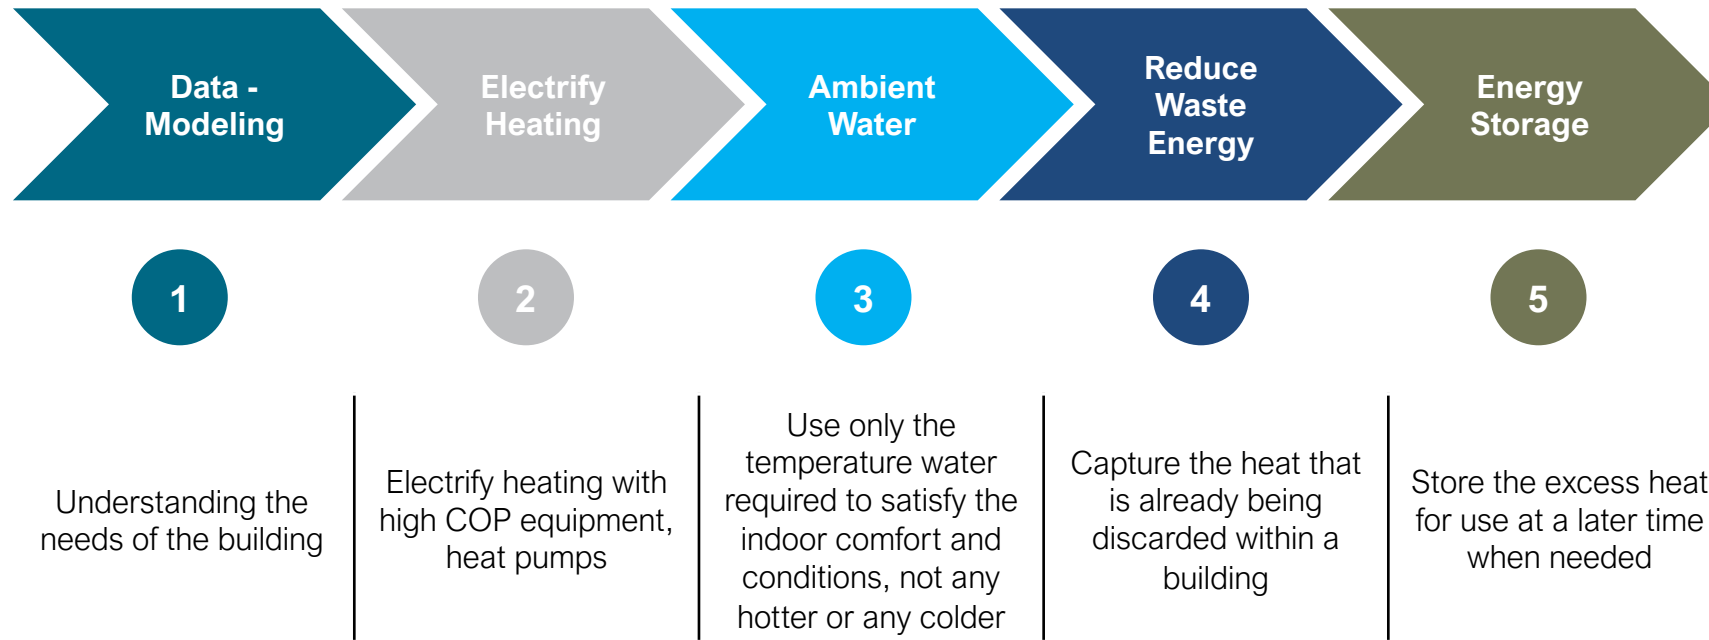 Data -
Modeling
Electrify
Heating
Ambient
Water
Reduce
Waste
Energy
Energy
Storage
1
2
3
4
5
Understanding the
needs of the building
Electrify heating with
high COP equipment,
heat pumps
Use only the
temperature water
required to satisfy the
indoor comfort and
conditions, not any
hotter or any colder
Capture the heat that
is already being
discarded within a
building
Store the excess heat
for use at a later time
when needed